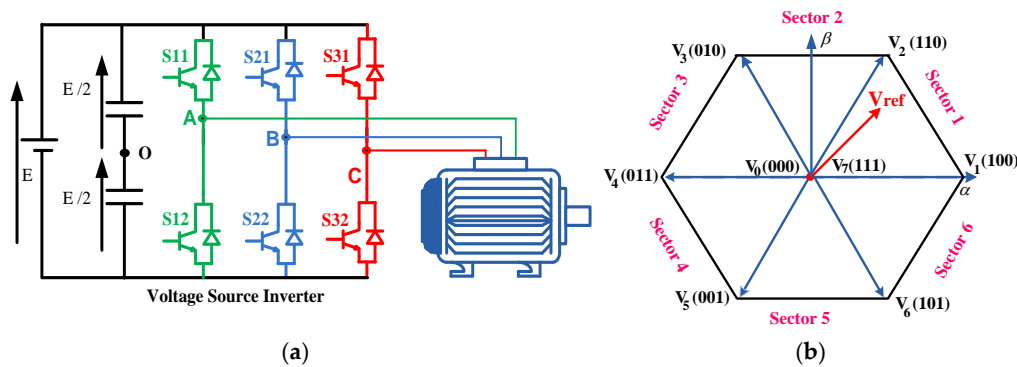 S11
S21
S31
E/2
A
B
E
O
C
E/2
S12
S22
S32
Voltage Source Inverter
(a)
Sector 2
β
V3(010)
V2(110)
Sector 3
Vref
Sector 1
V0(000)
V7(111)
V1(100)
V4(011)
α
Sector 4
Sector 6
V5(001)
V6(101)
Sector 5
(b)